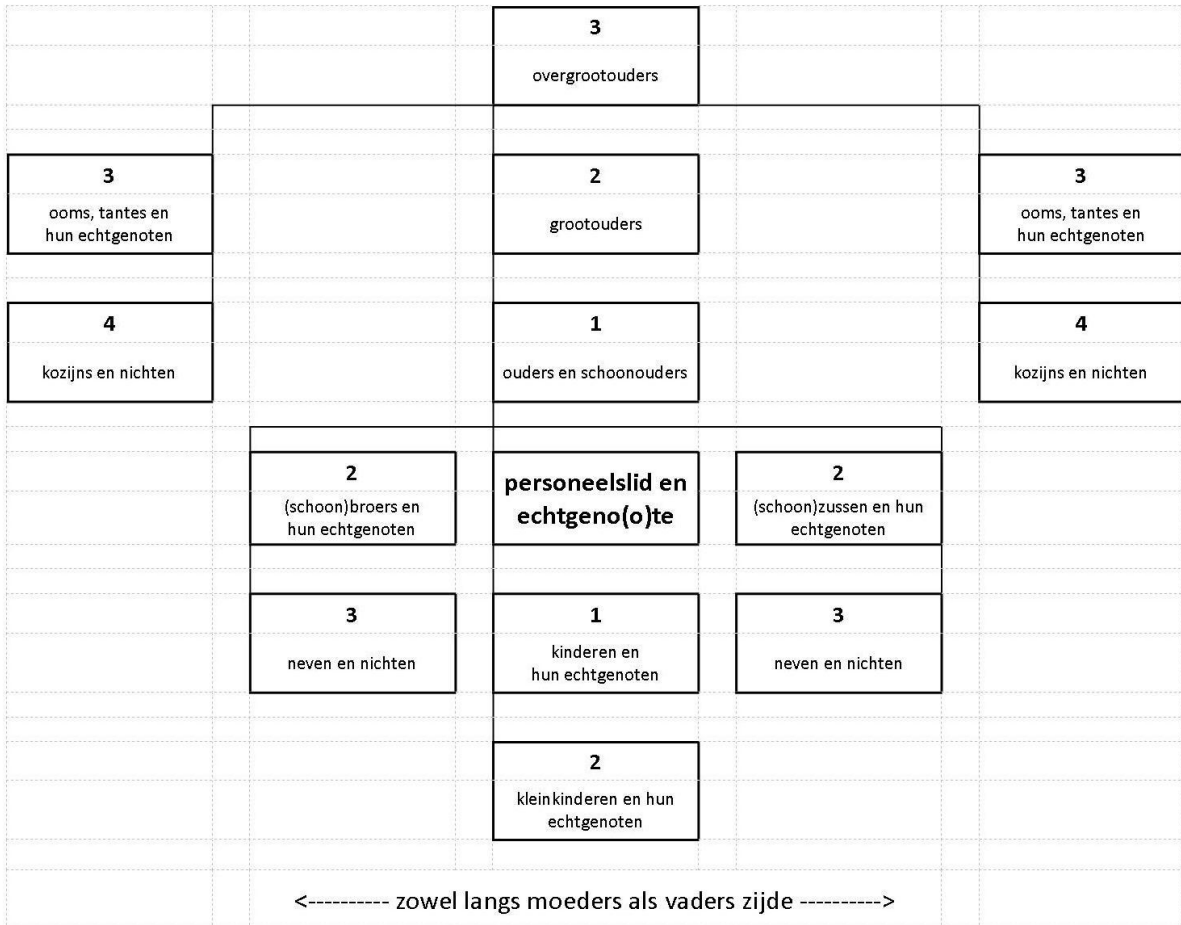 3
overgrootouders
3
ooms, tantes en
hun echtgenoten
2
grootouders
3
ooms, tantes en
hun echtgenoten
4
kozijns en nichten
1
ouders en schoonouders
4
kozijns en nichten
2
(schoon)broers en
hun echtgenoten
personeelslid en
echtgeno(o)te
2
(schoon)zussen en hun
echtgenoten
3
neven en nichten
1
kinderen en
hun echtgenoten
3
neven en nichten
2
kleinkinderen en hun
echtgenoten
<---------- zowel langs moeders als vaders zijde ---------->